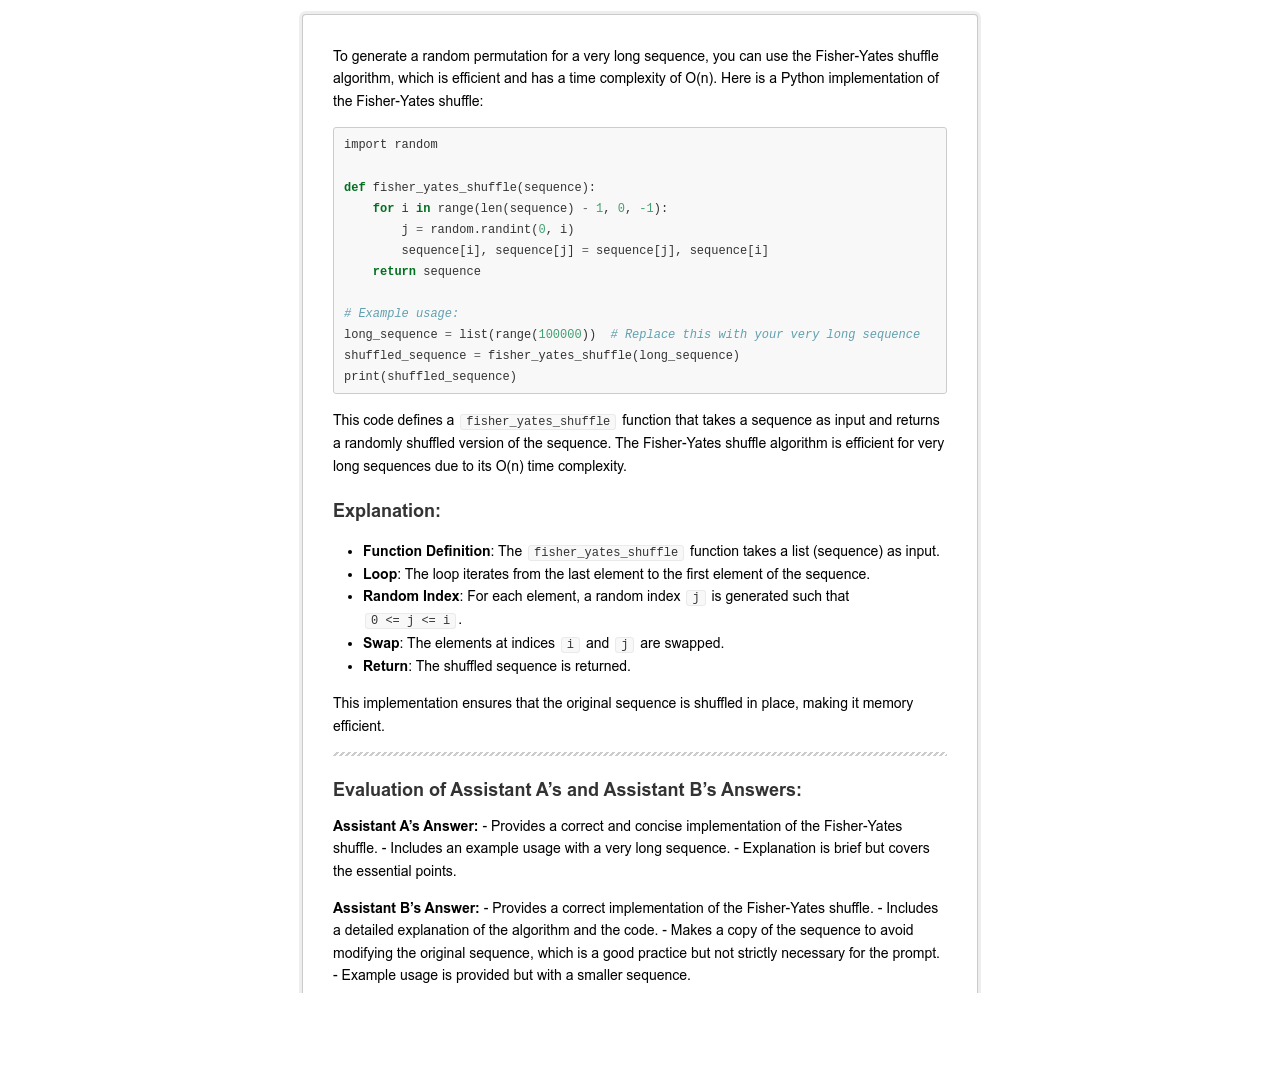 To generate a random permutation for a very long sequence, you can use the Fisher-Yates shuffle
algorithm, which is efficient and has a time complexity of O(n). Here is a Python implementation of
the Fisher-Yates shuffle:
import random
def fisher_yates_shuffle(sequence):
    for i in range(len(sequence) - 1, 0, -1):
        j = random.randint(0, i)
        sequence[i], sequence[j] = sequence[j], sequence[i]
    return sequence
# Example usage:
long_sequence = list(range(100000))  # Replace this with your very long sequence
shuffled_sequence = fisher_yates_shuffle(long_sequence)
print(shuffled_sequence)
This code defines a fisher_yates_shuffle function that takes a sequence as input and returns
a randomly shuffled version of the sequence. The Fisher-Yates shuffle algorithm is efficient for very
long sequences due to its O(n) time complexity.
Explanation:
• Function Definition: The fisher_yates_shuffle function takes a list (sequence) as input.
• Loop: The loop iterates from the last element to the first element of the sequence.
• Random Index: For each element, a random index j is generated such that
0 <= j <= i .
• Swap: The elements at indices i and j are swapped.
• Return: The shuffled sequence is returned.
This implementation ensures that the original sequence is shuffled in place, making it memory
efficient.
Evaluation of Assistant A’s and Assistant B’s Answers:
Assistant A’s Answer: - Provides a correct and concise implementation of the Fisher-Yates
shuffle. - Includes an example usage with a very long sequence. - Explanation is brief but covers
the essential points.
Assistant B’s Answer: - Provides a correct implementation of the Fisher-Yates shuffle. - Includes
a detailed explanation of the algorithm and the code. - Makes a copy of the sequence to avoid
modifying the original sequence, which is a good practice but not strictly necessary for the prompt.
- Example usage is provided but with a smaller sequence.